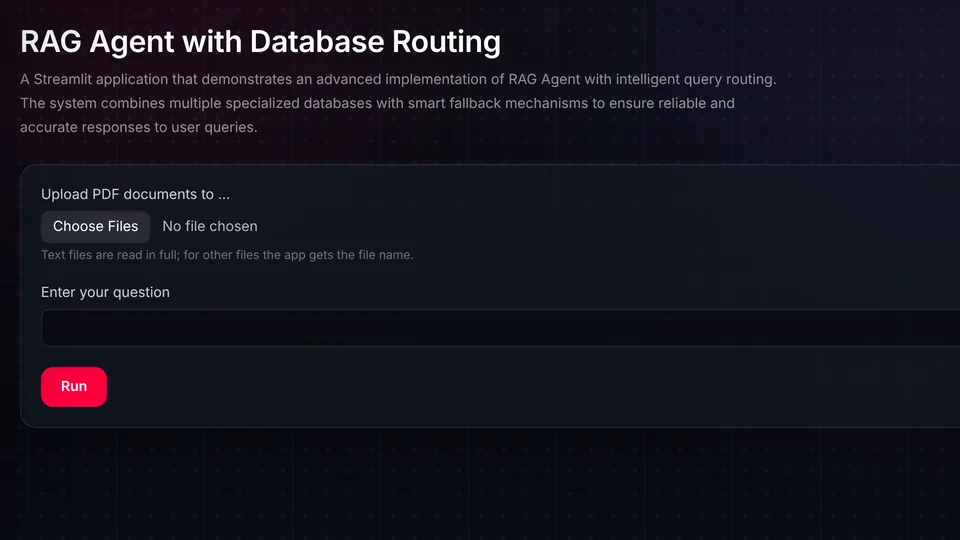 RAG Agent with Database Routing
A Streamlit application that demonstrates an advanced implementation of RAG Agent with intelligent query routing.
The system combines multiple specialized databases with smart fallback mechanisms to ensure reliable and
accurate responses to user queries.
Upload PDF documents to ...
Choose Files No file chosen
Text files are read in full; for other files the app gets the file name.
Enter your question
Run